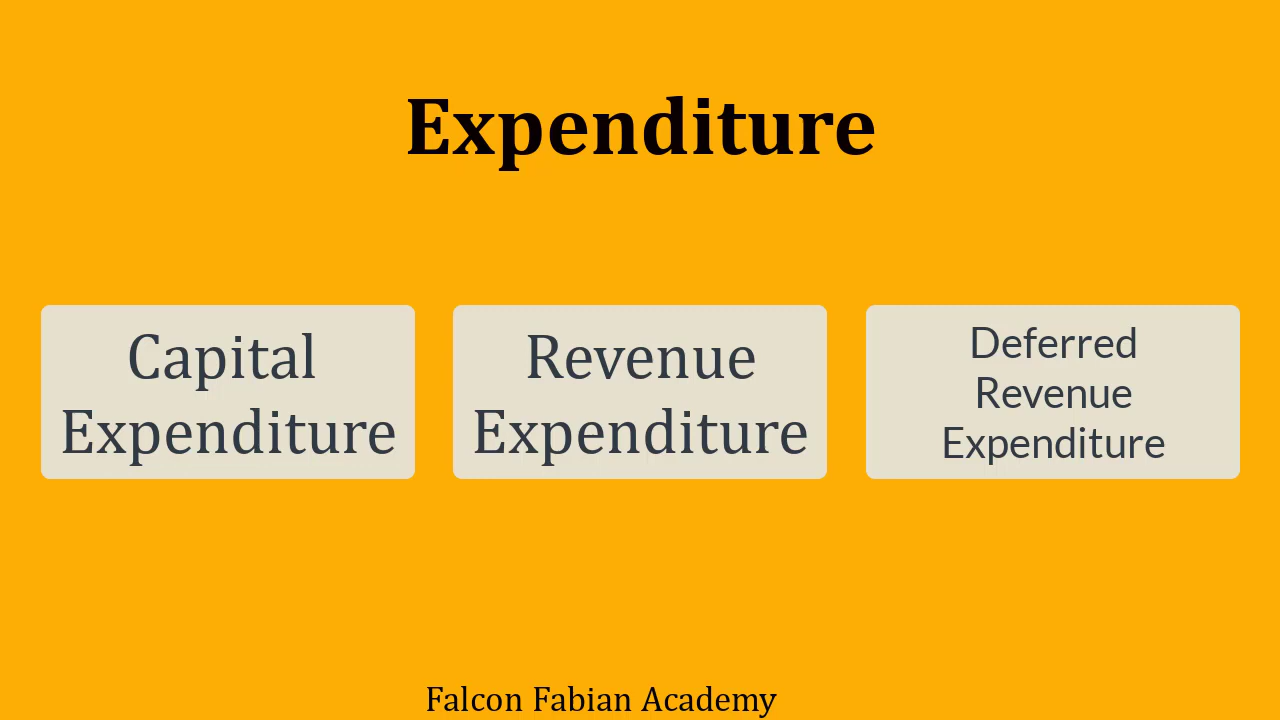 Expenditure
Capital
Expenditure
Revenue
Expenditure
Deferred
Revenue
Expenditure
Falcon Fabian Academy